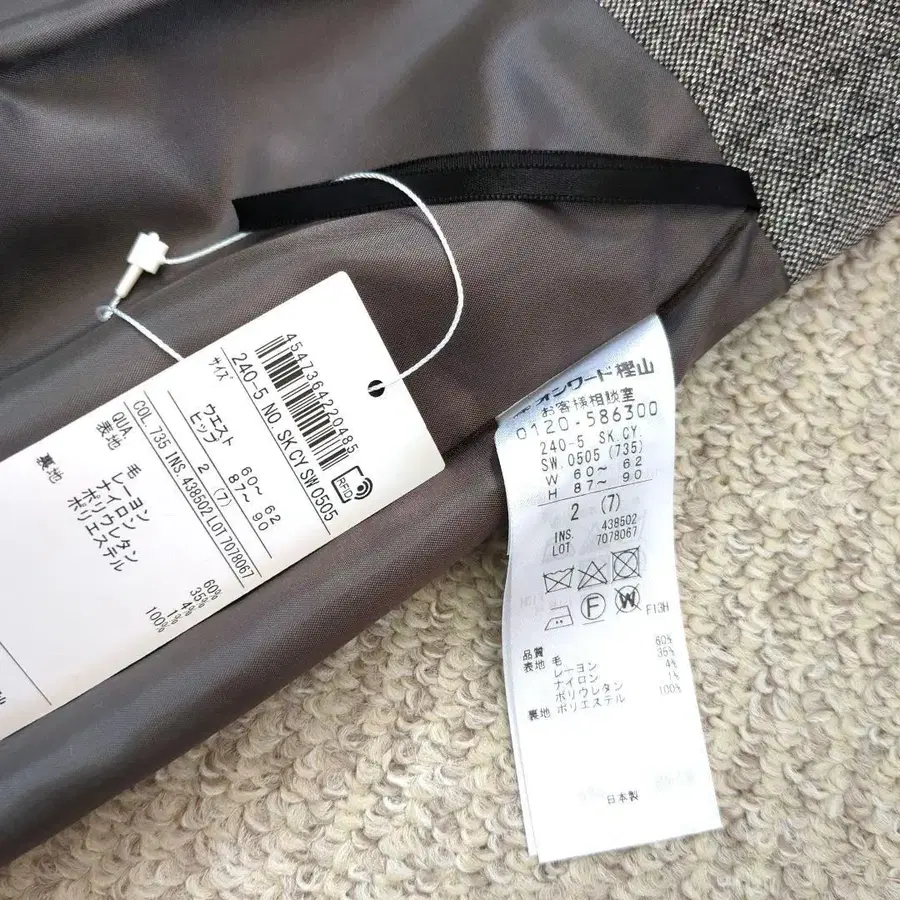 4547364220485
RFID
240-5 NO. SK.CY SW.0505
サイズ
ウエスト 60～ 62
ヒップ 87～ 90
2 (7)
COL. 735 INS. 438502 LOT 7078067
QUA.
表地 毛 60%
レーヨン 35%
ナイロン 4%
ポリウレタン 1%
裏地 ポリエステル 100%
オンワード樫山
お客様相談室
0120-586300
240-5 SK.CY.
SW.0505 (735)
W 60～ 62
H 87～ 90
2 (7)
INS. 438502
LOT 7078067
F
W
F13H
品質
表地 毛 60%
レーヨン 35%
ナイロン 4%
ポリウレタン 1%
裏地 ポリエステル 100%
日本製